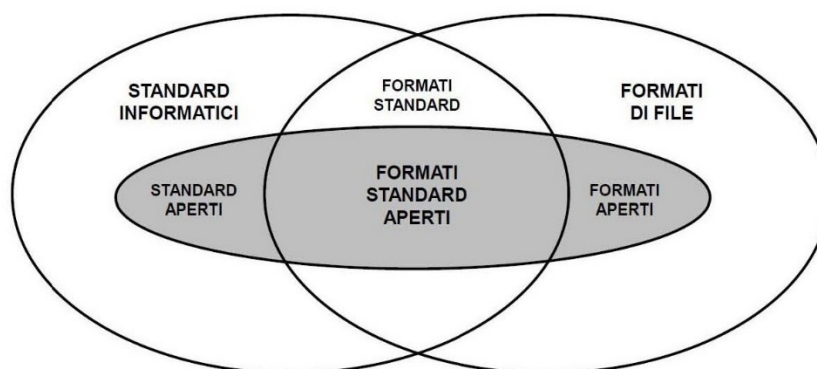 STANDARD
INFORMATICI
FORMATI
STANDARD
FORMATI
DI FILE
STANDARD
APERTI
FORMATI
STANDARD
APERTI
FORMATI
APERTI